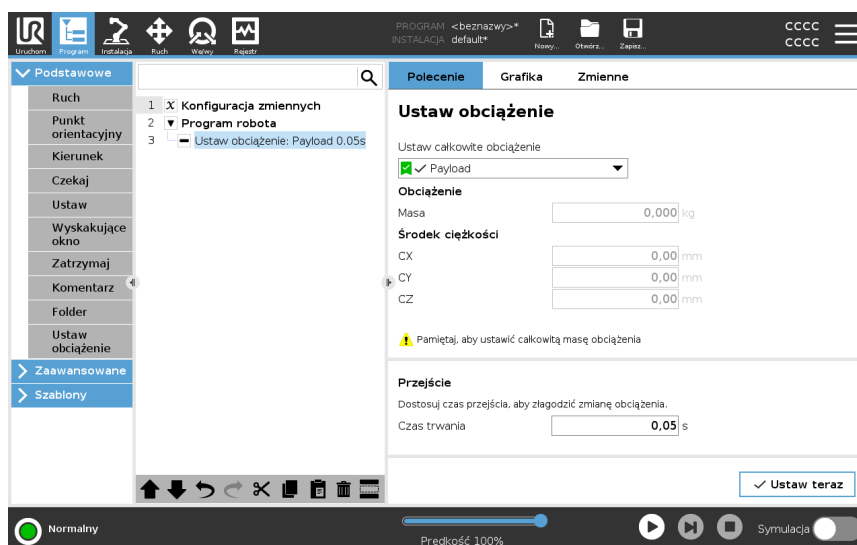 UR
PROGRAM <beznazwy>*
INSTALACJA default*
cccc
cccc
Uruchom
Program
Instalacja
Ruch
We/wy
Rejestr
Nowy...
Otwórz...
Zapisz...
Podstawowe
Ruch
Punkt
orientacyjny
Kierunek
Czekaj
Ustaw
Wyskakujące
okno
Zatrzymaj
Komentarz
Folder
Ustaw
obciążenie
Zaawansowane
Szablony
1 X Konfiguracja zmiennych
2 Program robota
3 Ustaw obciążenie: Payload 0.05s
Polecenie
Grafika
Zmienne
Ustaw obciążenie
Ustaw całkowite obciążenie
Payload
Obciążenie
Masa 0,000 kg
Środek ciężkości
CX 0,00 mm
CY 0,00 mm
CZ 0,00 mm
Pamiętaj, aby ustawić całkowitą masę obciążenia
Przejście
Dostosuj czas przejścia, aby złagodzić zmianę obciążenia.
Czas trwania 0,05 s
Ustaw teraz
Normalny
Prędkość 100%
Symulacja